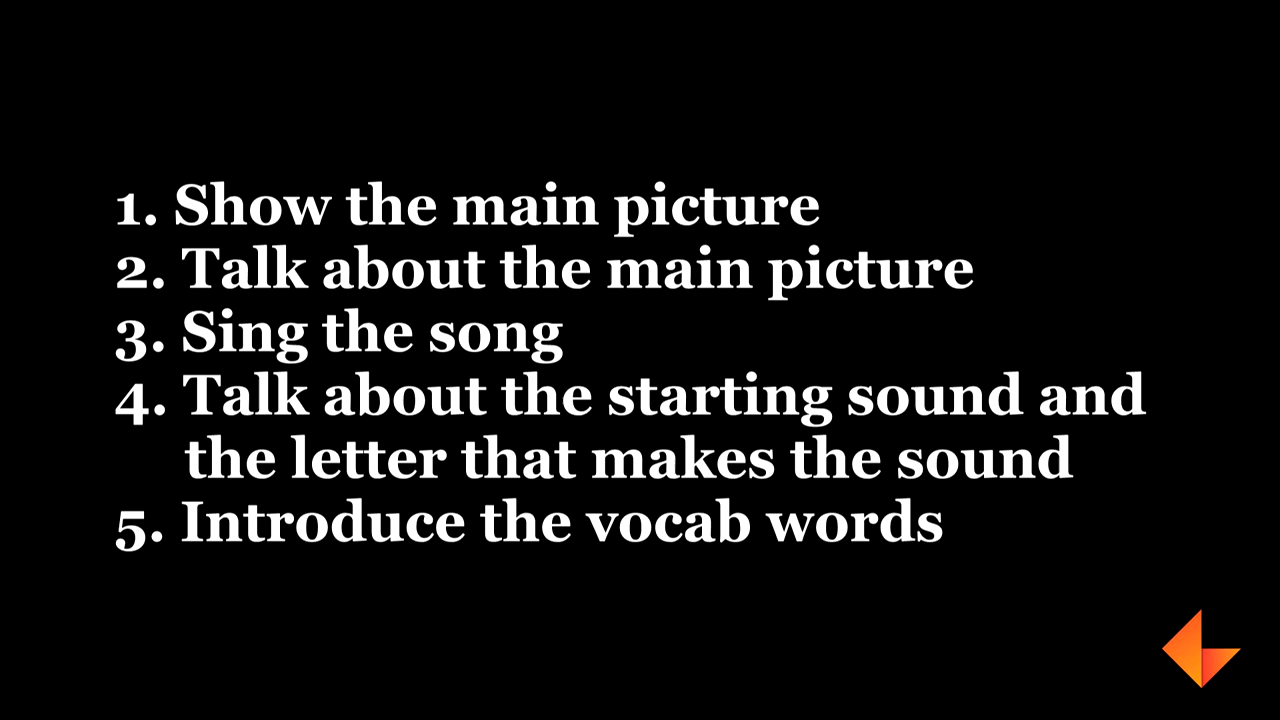 1. Show the main picture
2. Talk about the main picture
3. Sing the song
4. Talk about the starting sound and
the letter that makes the sound
5. Introduce the vocab words